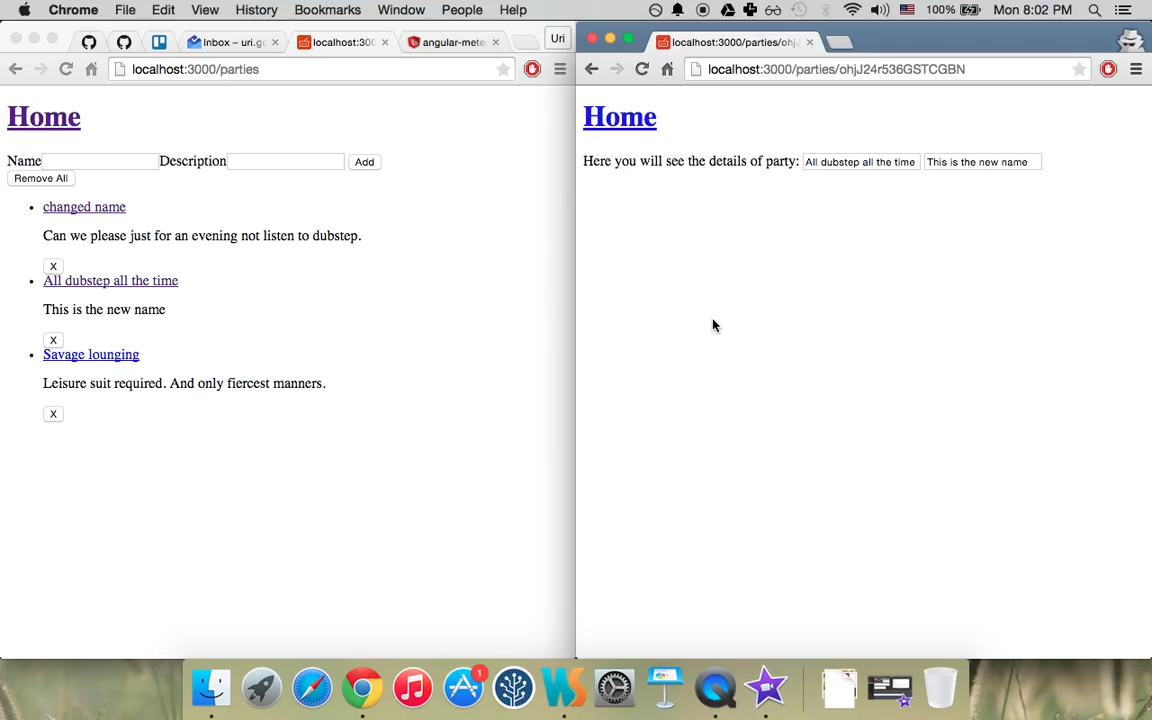 Chrome File Edit View History Bookmarks Window People Help 100% Mon 8:02 PM
Inbox – uri.g localhost:300 angular-mete Uri
localhost:3000/parties/ohj
localhost:3000/parties
localhost:3000/parties/ohjJ24r536GSTCGBN
Home
Name Description Add
Remove All
changed name
Can we please just for an evening not listen to dubstep.
X
All dubstep all the time
This is the new name
X
Savage lounging
Leisure suit required. And only fiercest manners.
X
Home
Here you will see the details of party: All dubstep all the time This is the new name
1
WS